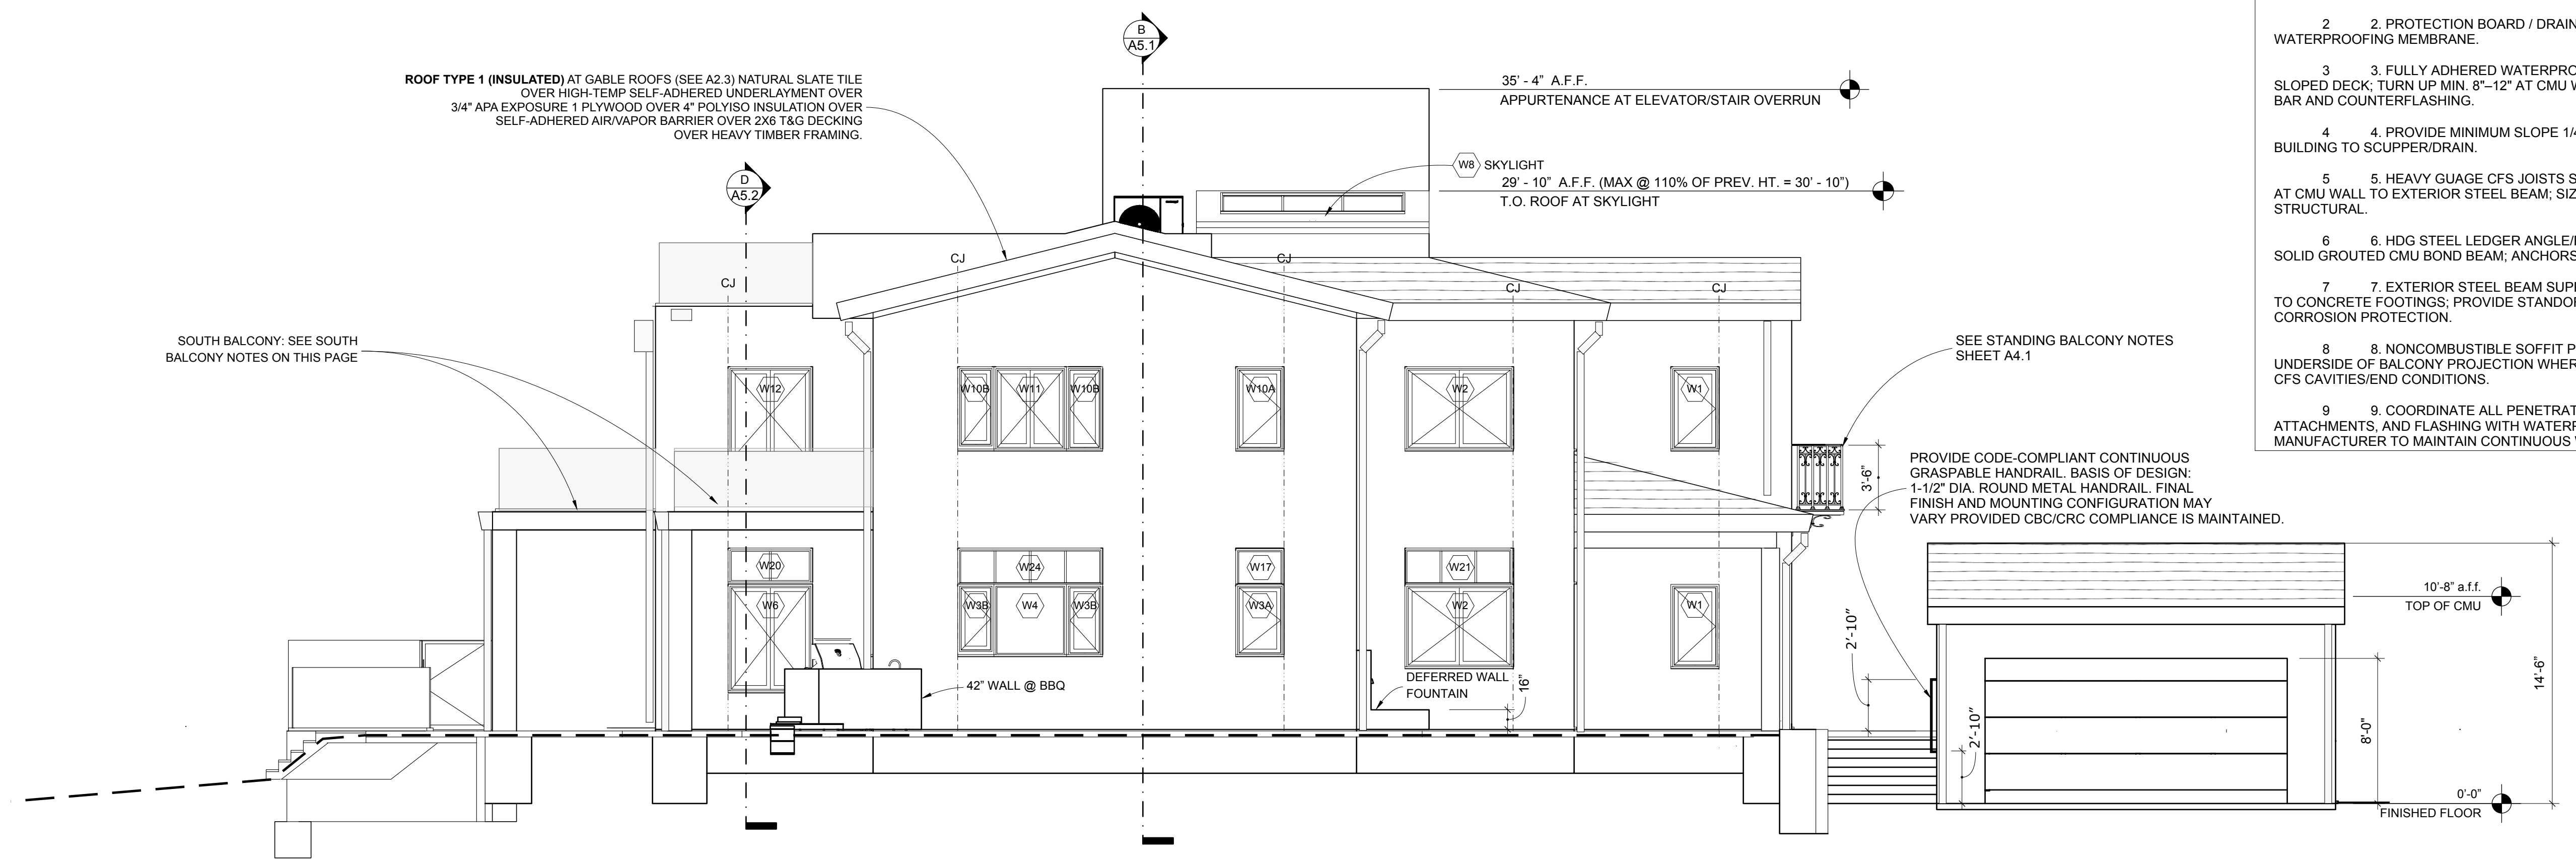 B
A5.1
ROOF TYPE 1 (INSULATED) AT GABLE ROOFS (SEE A2.3) NATURAL SLATE TILE
OVER HIGH-TEMP SELF-ADHERED UNDERLAYMENT OVER
3/4" APA EXPOSURE 1 PLYWOOD OVER 4" POLYISO INSULATION OVER
SELF-ADHERED AIR/VAPOR BARRIER OVER 2X6 T&G DECKING
OVER HEAVY TIMBER FRAMING.
35' - 4" A.F.F.
APPURTENANCE AT ELEVATOR/STAIR OVERRUN
W8 SKYLIGHT
29' - 10" A.F.F. (MAX @ 110% OF PREV. HT. = 30' - 10")
T.O. ROOF AT SKYLIGHT
D
A5.2
2 2. PROTECTION BOARD / DRAIN
WATERPROOFING MEMBRANE.
3 3. FULLY ADHERED WATERPRO
SLOPED DECK; TURN UP MIN. 8"–12" AT CMU W
BAR AND COUNTERFLASHING.
4 4. PROVIDE MINIMUM SLOPE 1/4
BUILDING TO SCUPPER/DRAIN.
5 5. HEAVY GUAGE CFS JOISTS S
AT CMU WALL TO EXTERIOR STEEL BEAM; SIZ
STRUCTURAL.
6 6. HDG STEEL LEDGER ANGLE/
SOLID GROUTED CMU BOND BEAM; ANCHORS
7 7. EXTERIOR STEEL BEAM SUP
TO CONCRETE FOOTINGS; PROVIDE STANDOF
CORROSION PROTECTION.
8 8. NONCOMBUSTIBLE SOFFIT P
UNDERSIDE OF BALCONY PROJECTION WHER
CFS CAVITIES/END CONDITIONS.
9 9. COORDINATE ALL PENETRAT
ATTACHMENTS, AND FLASHING WITH WATERP
MANUFACTURER TO MAINTAIN CONTINUOUS
CJ
CJ
CJ
CJ
CJ
SOUTH BALCONY: SEE SOUTH
BALCONY NOTES ON THIS PAGE
SEE STANDING BALCONY NOTES
SHEET A4.1
W12
W10B
W11
W10B
W10A
W2
W1
3'-6"
PROVIDE CODE-COMPLIANT CONTINUOUS
GRASPABLE HANDRAIL. BASIS OF DESIGN:
1-1/2" DIA. ROUND METAL HANDRAIL. FINAL
FINISH AND MOUNTING CONFIGURATION MAY
VARY PROVIDED CBC/CRC COMPLIANCE IS MAINTAINED.
W20
W24
W17
W21
W6
W3B
W4
W3B
W3A
W2
W1
10'-8" a.f.f.
TOP OF CMU
2'-10"
14'-6"
42" WALL @ BBQ
DEFERRED WALL
FOUNTAIN
16"
2'-10"
8'-0"
0'-0"
FINISHED FLOOR